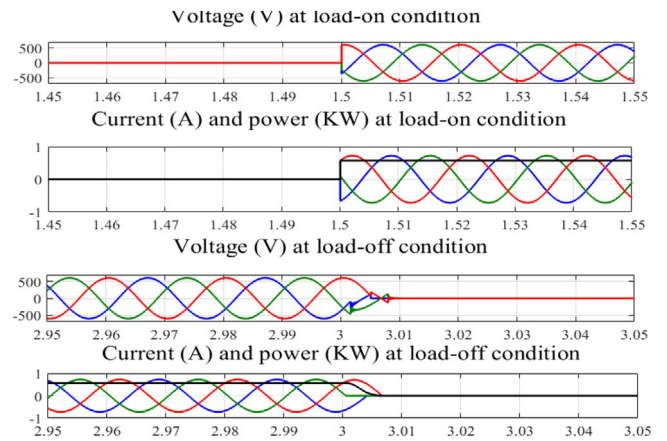 Voltage (V) at load-on condition
500
0
-500
1.45 1.46 1.47 1.48 1.49 1.5 1.51 1.52 1.53 1.54 1.55
Current (A) and power (KW) at load-on condition
1
0
-1
1.45 1.46 1.47 1.48 1.49 1.5 1.51 1.52 1.53 1.54 1.55
Voltage (V) at load-off condition
500
0
-500
2.95 2.96 2.97 2.98 2.99 3 3.01 3.02 3.03 3.04 3.05
Current (A) and power (KW) at load-off condition
1
0
-1
2.95 2.96 2.97 2.98 2.99 3 3.01 3.02 3.03 3.04 3.05